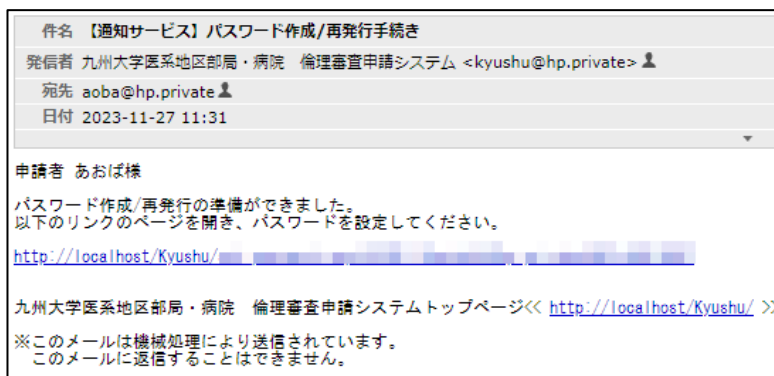 件名 【通知サービス】パスワード作成/再発行手続き
発信者 九州大学医系地区部局・病院　倫理審査申請システム <kyushu@hp.private>
宛先 aoba@hp.private
日付 2023-11-27 11:31
申請者 あおば様
パスワード作成/再発行の準備ができました。
以下のリンクのページを開き、パスワードを設定してください。
http://localhost/Kyushu/
九州大学医系地区部局・病院　倫理審査申請システムトップページ<< http://localhost/Kyushu/ >>
※このメールは機械処理により送信されています。
このメールに返信することはできません。